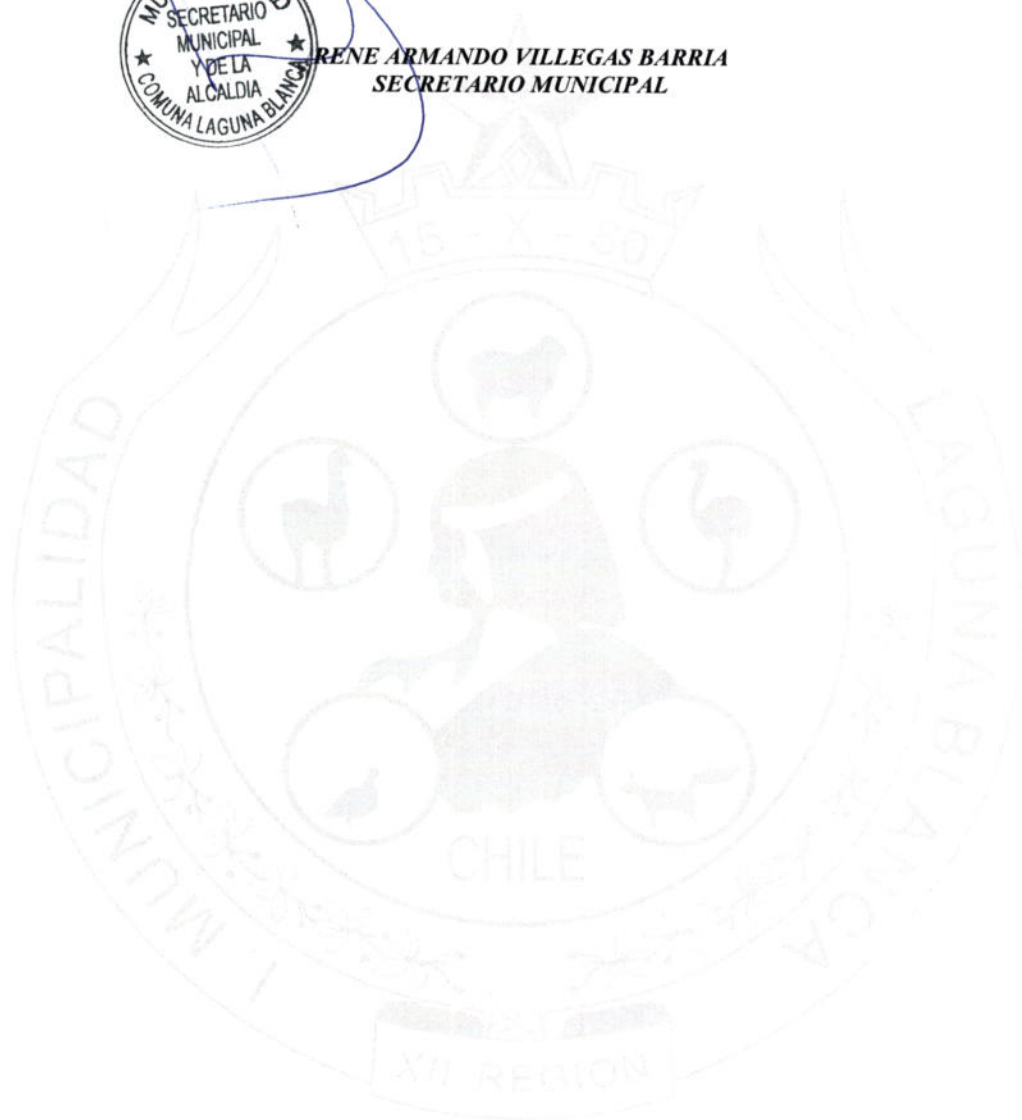 SECRETARIO
MUNICIPAL
Y DE LA
ALCALDIA
COMUNA LAGUNA BLANCA
RENE ARMANDO VILLEGAS BARRIA
SECRETARIO MUNICIPAL
15 - X - 80
I MUNICIPALIDAD
LAGUNA BLANCA
CHILE
XII REGION